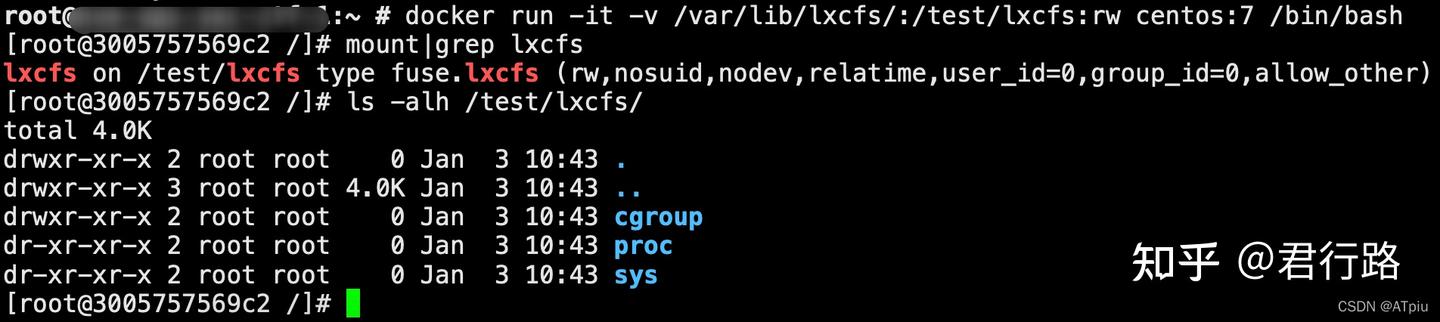 root@ :~ # docker run -it -v /var/lib/lxcfs/:/test/lxcfs:rw centos:7 /bin/bash
[root@3005757569c2 /]# mount|grep lxcfs
lxcfs on /test/lxcfs type fuse.lxcfs (rw,nosuid,nodev,relatime,user_id=0,group_id=0,allow_other)
[root@3005757569c2 /]# ls -alh /test/lxcfs/
total 4.0K
drwxr-xr-x 2 root root    0 Jan  3 10:43 .
drwxr-xr-x 3 root root 4.0K Jan  3 10:43 ..
drwxr-xr-x 2 root root    0 Jan  3 10:43 cgroup
dr-xr-xr-x 2 root root    0 Jan  3 10:43 proc
dr-xr-xr-x 2 root root    0 Jan  3 10:43 sys
[root@3005757569c2 /]#
知乎 @君行路
CSDN @ATpiu